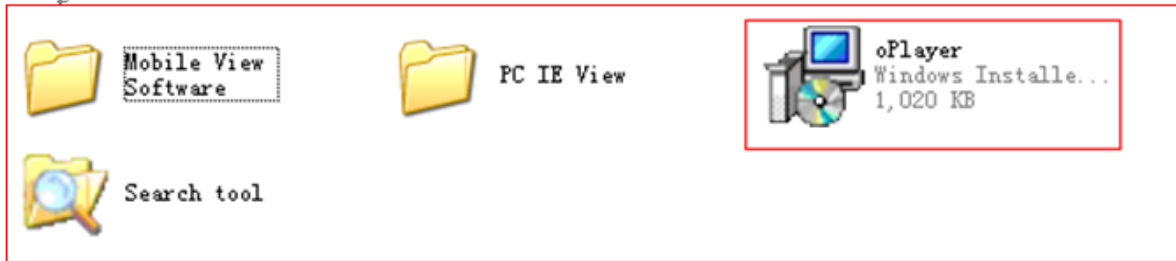 Mobile View
Software
PC IE View
oPlayer
Windows Installe...
1,020 KB
Search tool